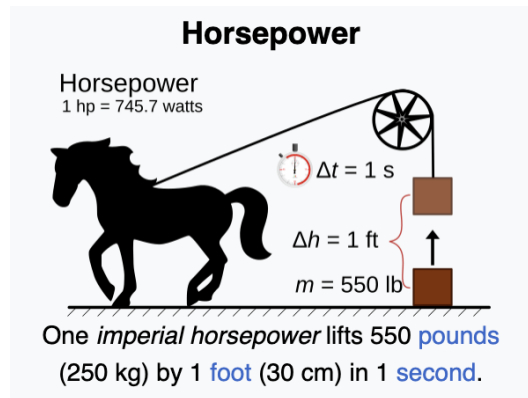 Horsepower
Horsepower
1 hp = 745.7 watts
Δt = 1 s
Δh = 1 ft
m = 550 lb
One imperial horsepower lifts 550 pounds
(250 kg) by 1 foot (30 cm) in 1 second.